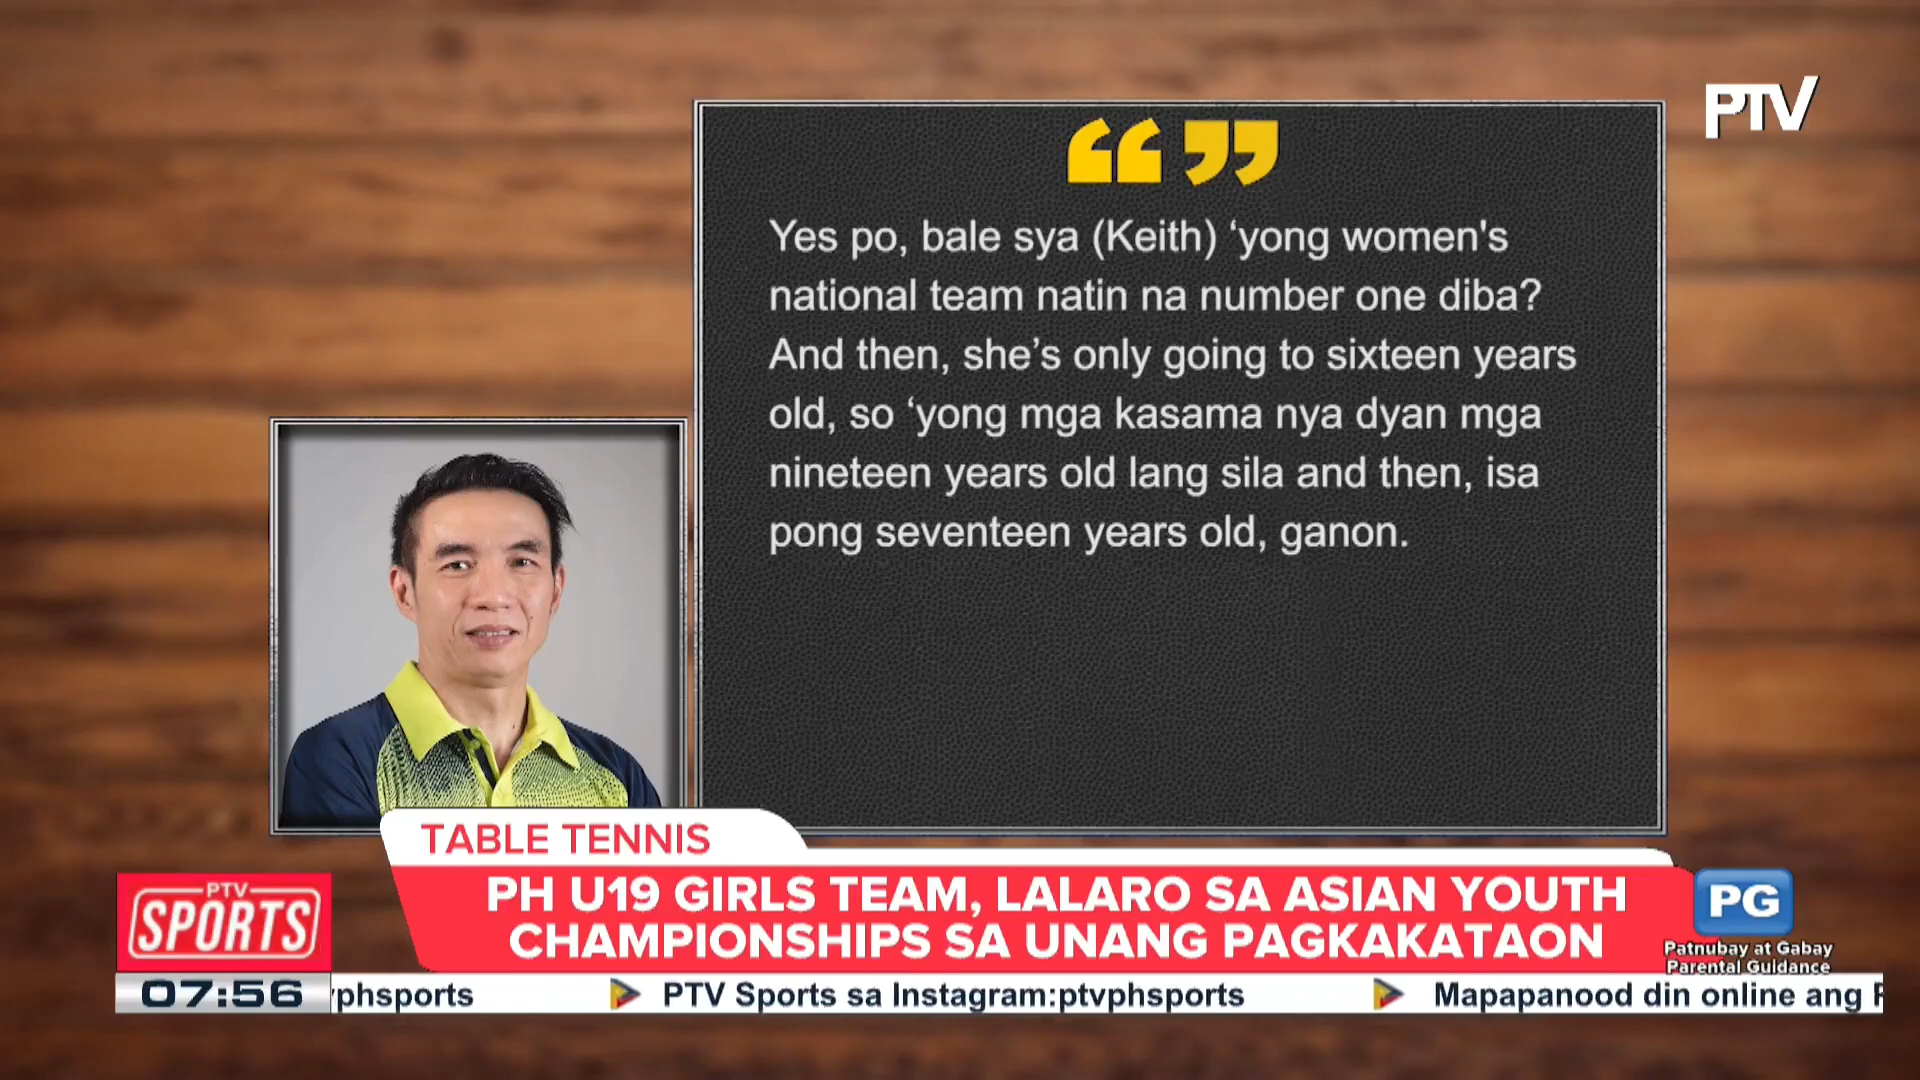 PTV
Yes po, bale sya (Keith) ‘yong women's
national team natin na number one diba?
And then, she’s only going to sixteen years
old, so ‘yong mga kasama nya dyan mga
nineteen years old lang sila and then, isa
pong seventeen years old, ganon.
TABLE TENNIS
PH U19 GIRLS TEAM, LALARO SA ASIAN YOUTH
CHAMPIONSHIPS SA UNANG PAGKAKATAON
PTV
SPORTS
PG
Patnubay at Gabay
Parental Guidance
07:56
phsports PTV Sports sa Instagram:ptvphsports Mapapanood din online ang